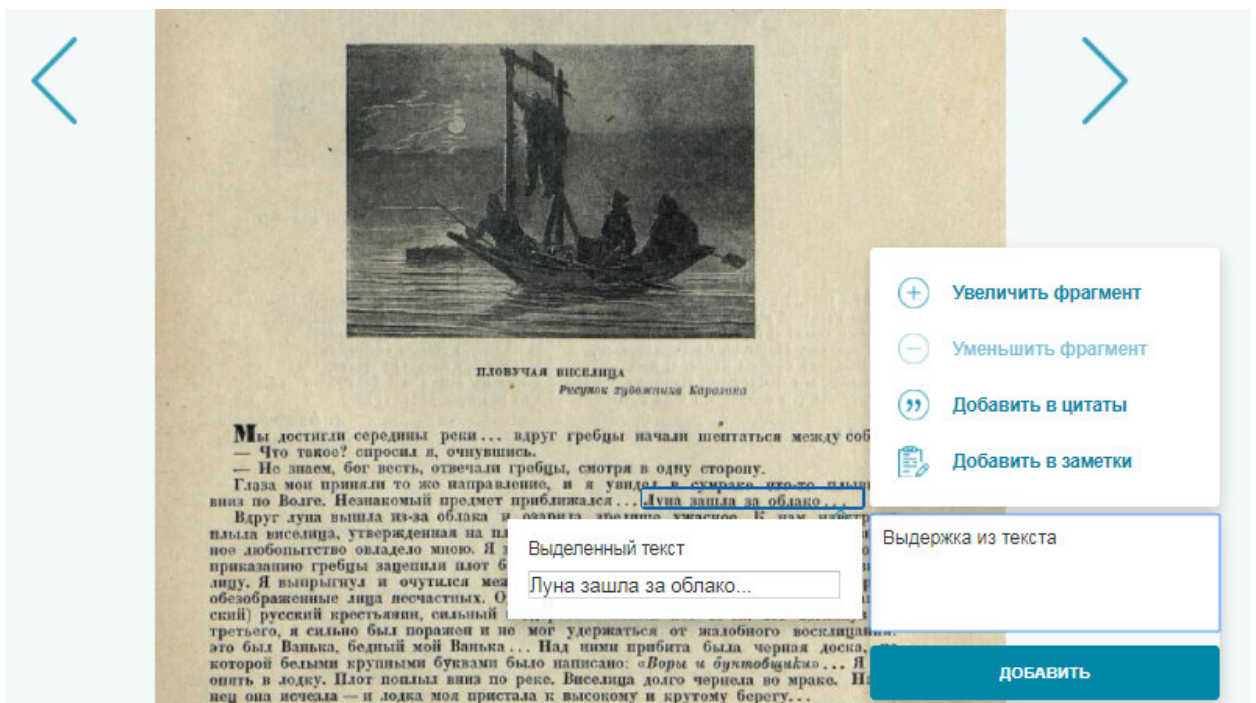 ПЛОВУЧАЯ ВИСЕЛИЦА
Рисунок художника Каразина
Мы достигли середины реки... вдруг гребцы начали шептаться между соб
— Что такое? спросил я, очнувшись.
— Не знаем, бог весть, отвечали гребцы, смотря в одну сторону.
Глаза мои приняли то же направление, и я увидел в сумраке что-то, плыв
вниз по Волге. Незнакомый предмет приближался... Луна зашла за облако...
Вдруг луна вышла из-за облака и озарила зрелище ужасное. К нам навстр
плыла виселица, утвержденная на пл
ное любопытство овладело мною. Я
приказанию гребцы зацепили плот б
лицу. Я выпрыгнул и очутился меж
обезображенные лица несчастных. О
ский) русский крестьянин, сильный
третьего, я сильно был поражен и не мог удержаться от жалобного восклицания:
это был Ванька, бедный мой Ванька... Над ними прибита была черная доска,
которой белыми крупными буквами было написано: «Воры и бунтовщики»... Я
опять в лодку. Плот поплыл вниз по реке. Виселица долго чернела во мраке. На
нец она исчезла — и лодка моя пристала к высокому и крутому берегу...
Выделенный текст
Луна зашла за облако...
Увеличить фрагмент
Уменьшить фрагмент
Добавить в цитаты
Добавить в заметки
Выдержка из текста
ДОБАВИТЬ